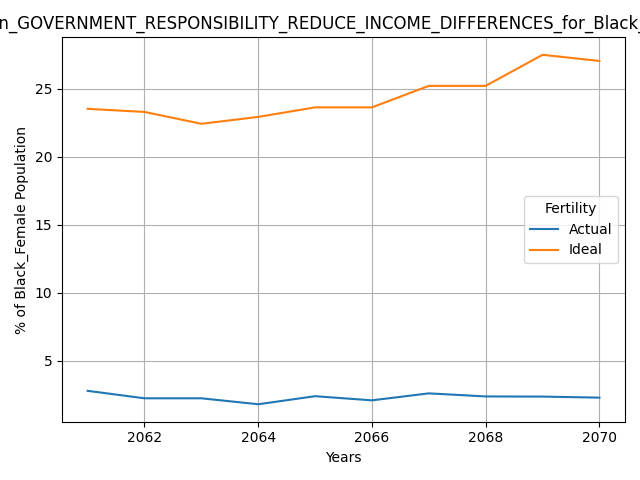 n_GOVERNMENT_RESPONSIBILITY_REDUCE_INCOME_DIFFERENCES_for_Black_
25
20
15
10
5
% of Black_Female Population
Fertility
Actual
Ideal
2062 2064 2066 2068 2070
Years